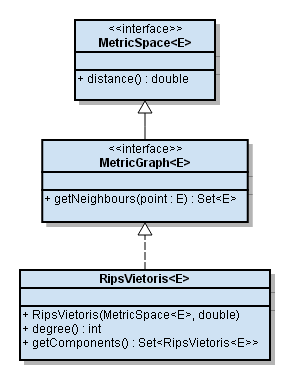 <<interface>>
MetricSpace<E>
+ distance() : double
<<interface>>
MetricGraph<E>
+ getNeighbours(point : E) : Set<E>
RipsVietoris<E>
+ RipsVietoris(MetricSpace<E>, double)
+ degree() : int
+ getComponents() : Set<RipsVietoris<E>>